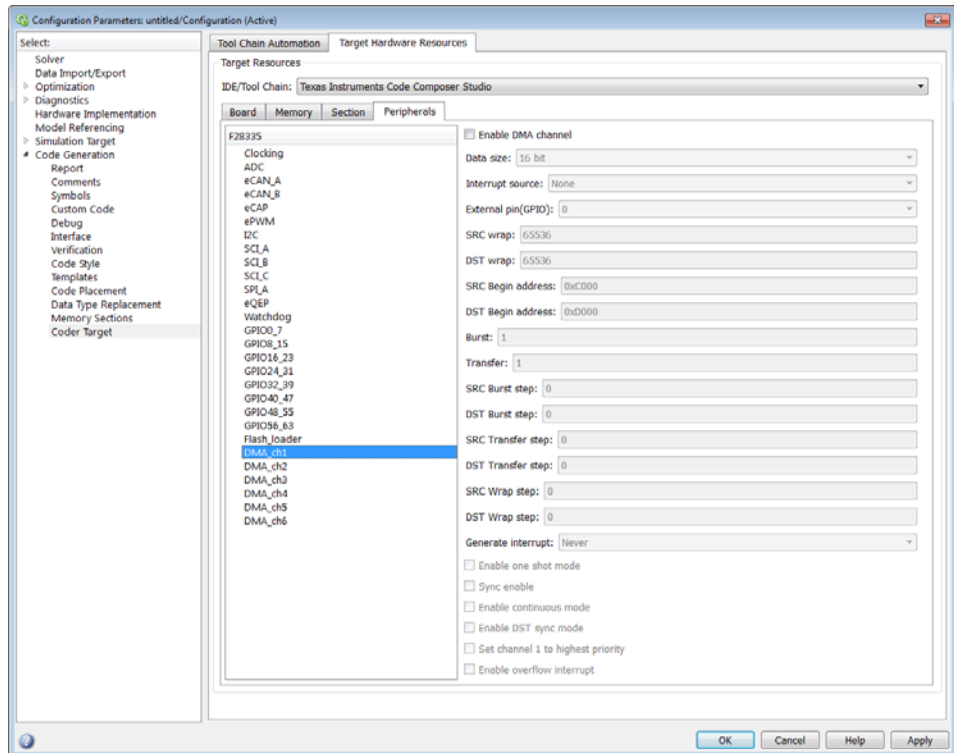 Configuration Parameters: untitled/Configuration (Active)
Select:
Solver
Data Import/Export
Optimization
Diagnostics
Hardware Implementation
Model Referencing
Simulation Target
Code Generation
Report
Comments
Symbols
Custom Code
Debug
Interface
Verification
Code Style
Templates
Code Placement
Data Type Replacement
Memory Sections
Coder Target
Tool Chain Automation
Target Hardware Resources
Target Resources
IDE/Tool Chain: Texas Instruments Code Composer Studio
Board
Memory
Section
Peripherals
F28335
Clocking
ADC
eCAN_A
eCAN_B
eCAP
ePWM
I2C
SCI_A
SCI_B
SCI_C
SPI_A
eQEP
Watchdog
GPIO0_7
GPIO8_15
GPIO16_23
GPIO24_31
GPIO32_39
GPIO40_47
GPIO48_55
GPIO56_63
Flash_loader
DMA_ch1
DMA_ch2
DMA_ch3
DMA_ch4
DMA_ch5
DMA_ch6
Enable DMA channel
Data size: 16 bit
Interrupt source: None
External pin(GPIO): 0
SRC wrap: 65536
DST wrap: 65536
SRC Begin address: 0xC000
DST Begin address: 0xD000
Burst: 1
Transfer: 1
SRC Burst step: 0
DST Burst step: 0
SRC Transfer step: 0
DST Transfer step: 0
SRC Wrap step: 0
DST Wrap step: 0
Generate interrupt: Never
Enable one shot mode
Sync enable
Enable continuous mode
Enable DST sync mode
Set channel 1 to highest priority
Enable overflow interrupt
OK
Cancel
Help
Apply